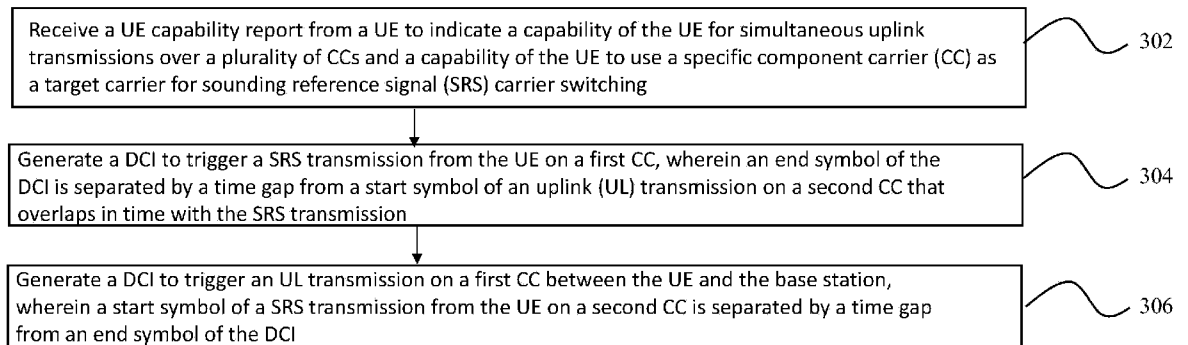 Receive a UE capability report from a UE to indicate a capability of the UE for simultaneous uplink
transmissions over a plurality of CCs and a capability of the UE to use a specific component carrier (CC) as
a target carrier for sounding reference signal (SRS) carrier switching
302
Generate a DCI to trigger a SRS transmission from the UE on a first CC, wherein an end symbol of the
DCI is separated by a time gap from a start symbol of an uplink (UL) transmission on a second CC that
overlaps in time with the SRS transmission
304
Generate a DCI to trigger an UL transmission on a first CC between the UE and the base station,
wherein a start symbol of a SRS transmission from the UE on a second CC is separated by a time gap
from an end symbol of the DCI
306